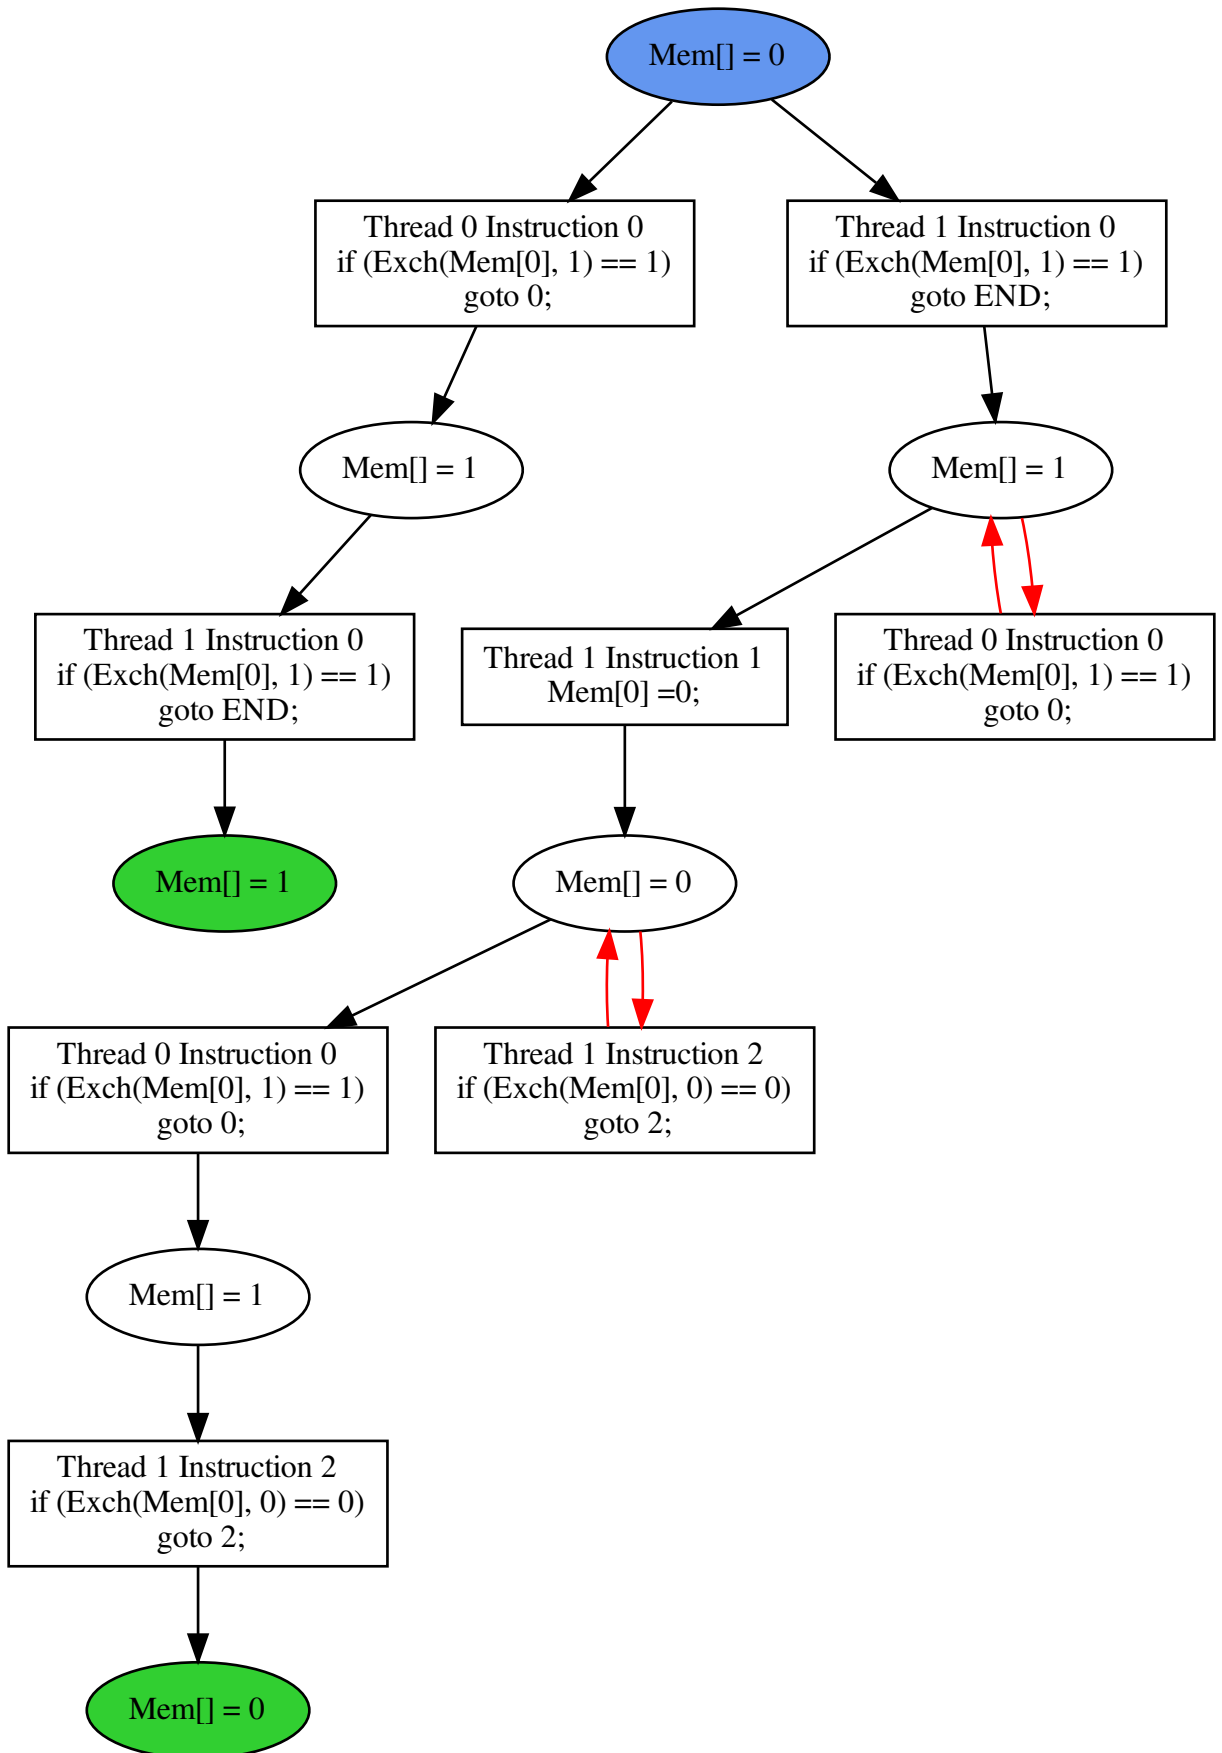 Mem[] = 0
Thread 0 Instruction 0
if (Exch(Mem[0], 1) == 1)
goto 0;
Thread 1 Instruction 0
if (Exch(Mem[0], 1) == 1)
goto END;
Mem[] = 1
Mem[] = 1
Thread 1 Instruction 0
if (Exch(Mem[0], 1) == 1)
goto END;
Thread 1 Instruction 1
Mem[0] =0;
Thread 0 Instruction 0
if (Exch(Mem[0], 1) == 1)
goto 0;
Mem[] = 1
Mem[] = 0
Thread 0 Instruction 0
if (Exch(Mem[0], 1) == 1)
goto 0;
Thread 1 Instruction 2
if (Exch(Mem[0], 0) == 0)
goto 2;
Mem[] = 1
Thread 1 Instruction 2
if (Exch(Mem[0], 0) == 0)
goto 2;
Mem[] = 0